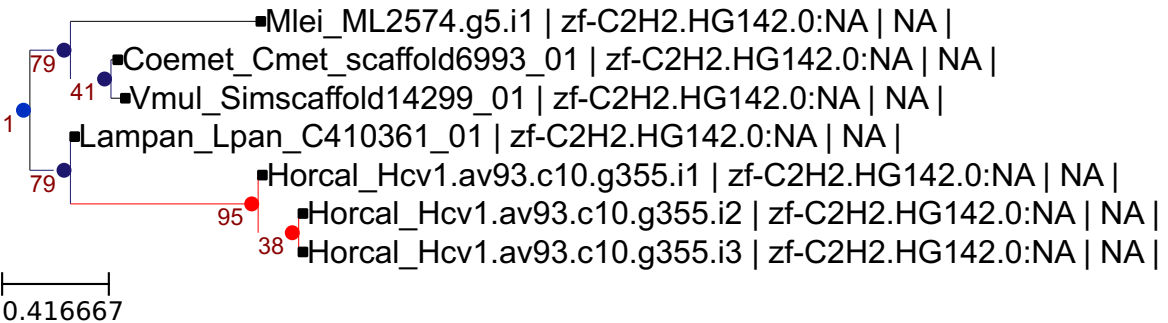 Mlei_ML2574.g5.i1 | zf-C2H2.HG142.0:NA | NA |
79
Coemet_Cmet_scaffold6993_01 | zf-C2H2.HG142.0:NA | NA |
41
Vmul_Simscaffold14299_01 | zf-C2H2.HG142.0:NA | NA |
1
Lampan_Lpan_C410361_01 | zf-C2H2.HG142.0:NA | NA |
79
Horcal_Hcv1.av93.c10.g355.i1 | zf-C2H2.HG142.0:NA | NA |
95
Horcal_Hcv1.av93.c10.g355.i2 | zf-C2H2.HG142.0:NA | NA |
38
Horcal_Hcv1.av93.c10.g355.i3 | zf-C2H2.HG142.0:NA | NA |
0.416667